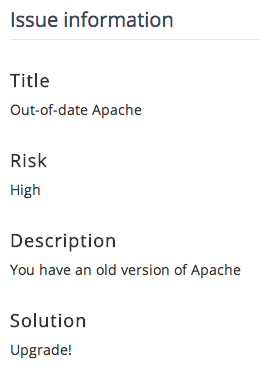 Issue information
Title
Out-of-date Apache
Risk
High
Description
You have an old version of Apache
Solution
Upgrade!